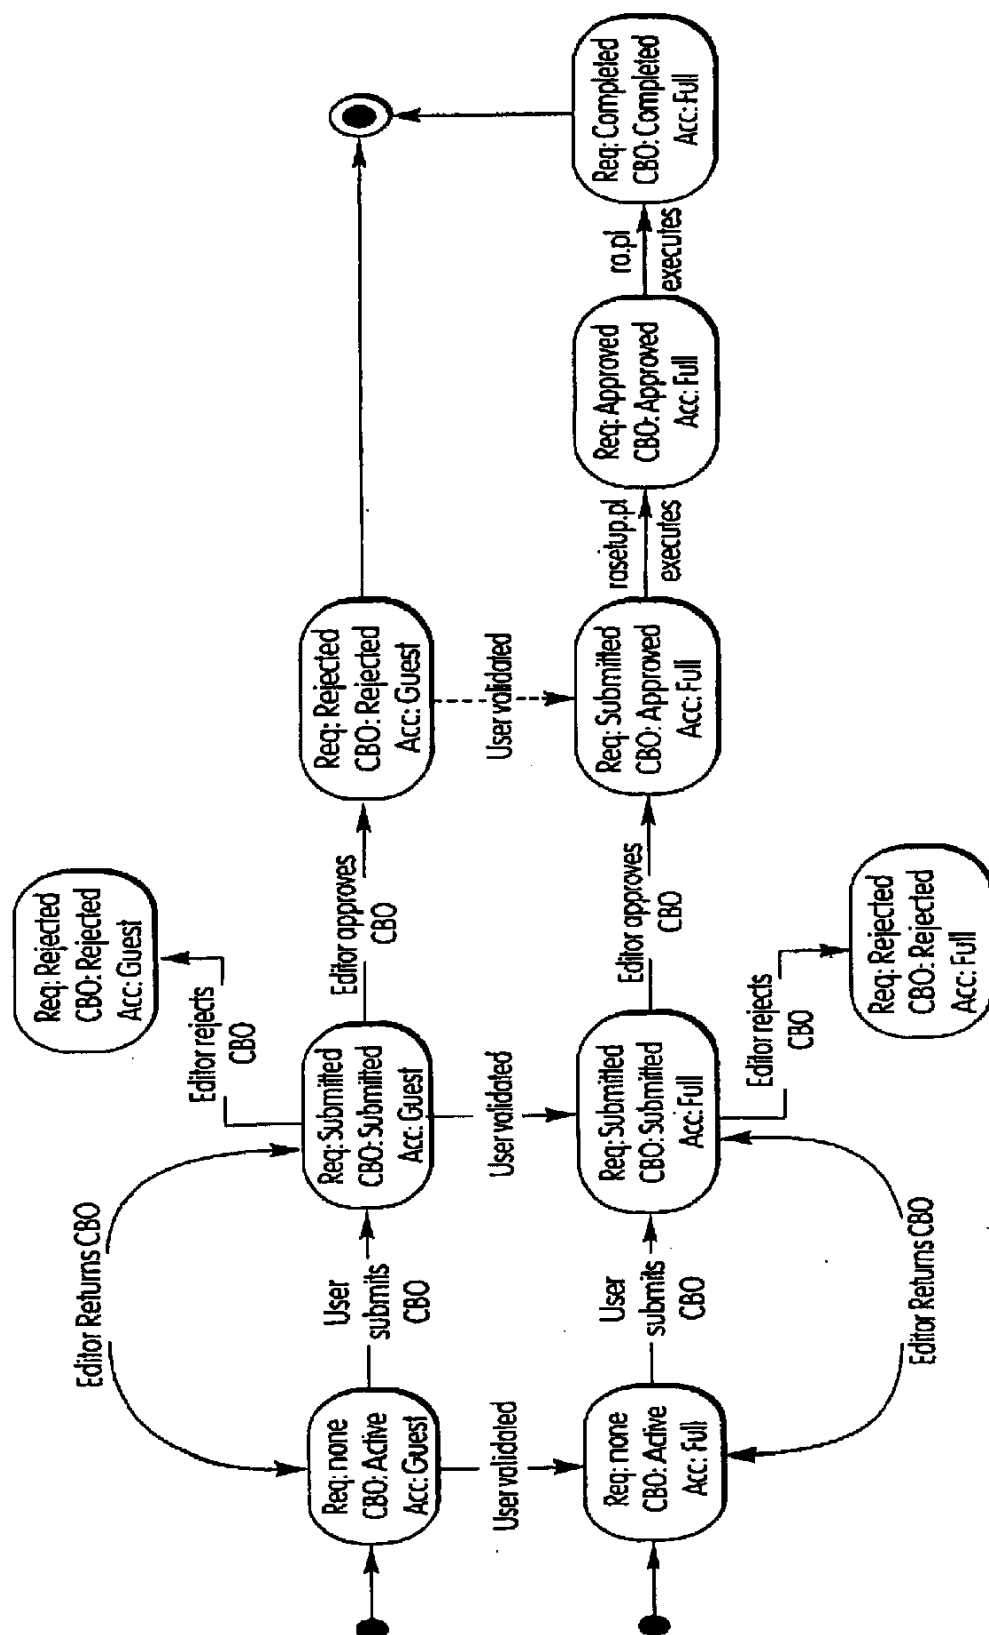 Editor Returns CBO
Editor rejects
CBO
Req: Rejected
CBO: Rejected
Acc: Guest
Req: none
CBO: Active
Acc: Guest
User
submits
CBO
Req: Submitted
CBO: Submitted
Acc: Guest
Editor approves
CBO
Req: Rejected
CBO: Rejected
Acc: Guest
User validated
User validated
User validated
Req: none
CBO: Active
Acc: Full
User
submits
CBO
Req: Submitted
CBO: Submitted
Acc: Full
Editor approves
CBO
Req: Submitted
CBO: Approved
Acc: Full
rasetup.pl
executes
Req: Approved
CBO: Approved
Acc: Full
ra.pl
executes
Req: Completed
CBO: Completed
Acc: Full
Editor Returns CBO
Editor rejects
CBO
Req: Rejected
CBO: Rejected
Acc: Full